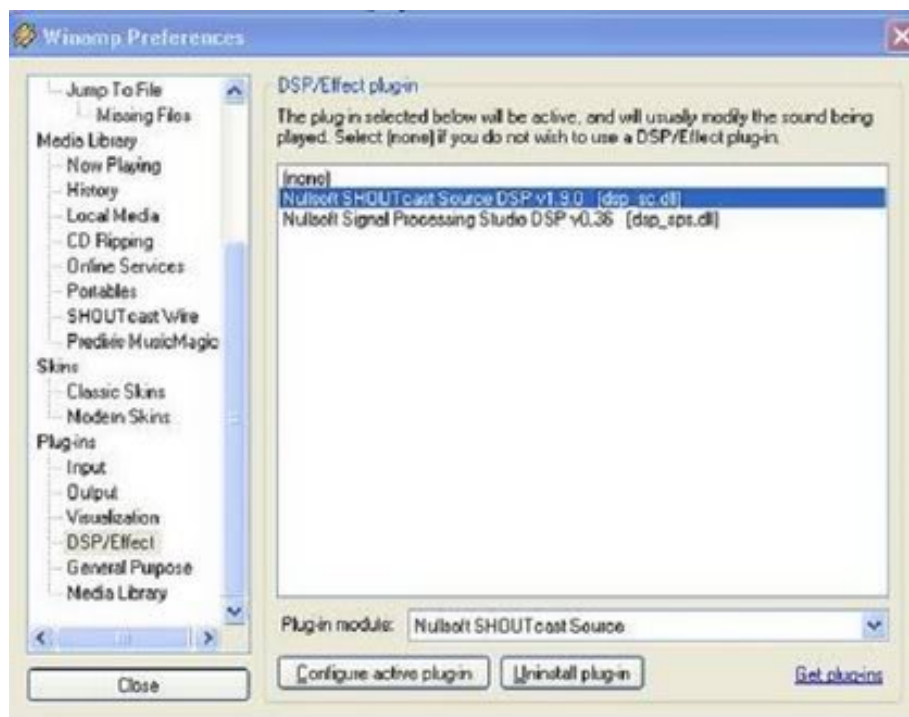 Winamp Preferences
Jump To File
Missing Files
Media Library
Now Playing
History
Local Media
CD Ripping
Online Services
Portables
SHOUTcast Wire
Predixis MusicMagic
Skins
Classic Skins
Modern Skins
Plug-ins
Input
Output
Visualization
DSP/Effect
General Purpose
Media Library
Close
DSP/Effect plug-in
The plug-in selected below will be active, and will usually modify the sound being
played. Select (none) if you do not wish to use a DSP/Effect plug-in.
(none)
Nullsoft SHOUTcast Source DSP v1.9.0 [dsp_sc.dll]
Nullsoft Signal Processing Studio DSP v0.36 [dsp_sps.dll]
Plug-in module: Nullsoft SHOUTcast Source
Configure active plug-in Uninstall plug-in Get plug-ins